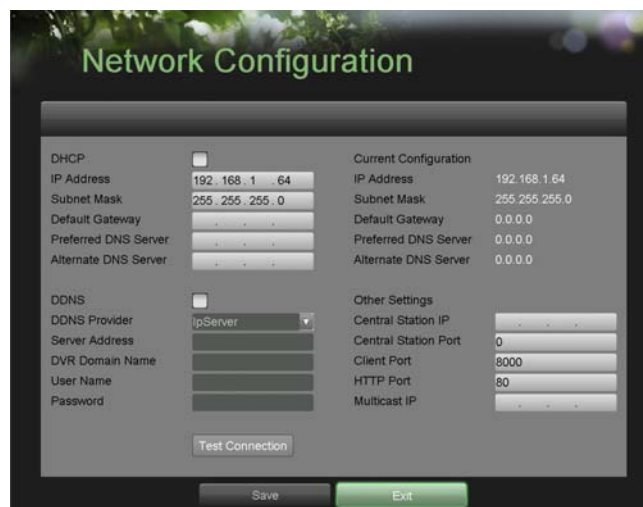 Network Configuration
DHCP
IP Address 192 . 168 . 1 . 64
Subnet Mask 255 . 255 . 255 . 0
Default Gateway . . .
Preferred DNS Server . . .
Alternate DNS Server . . .
Current Configuration
IP Address 192.168.1.64
Subnet Mask 255.255.255.0
Default Gateway 0.0.0.0
Preferred DNS Server 0.0.0.0
Alternate DNS Server 0.0.0.0
DDNS
DDNS Provider IpServer
Server Address
DVR Domain Name
User Name
Password
Test Connection
Other Settings
Central Station IP . . .
Central Station Port 0
Client Port 8000
HTTP Port 80
Multicast IP . . .
Save Exit